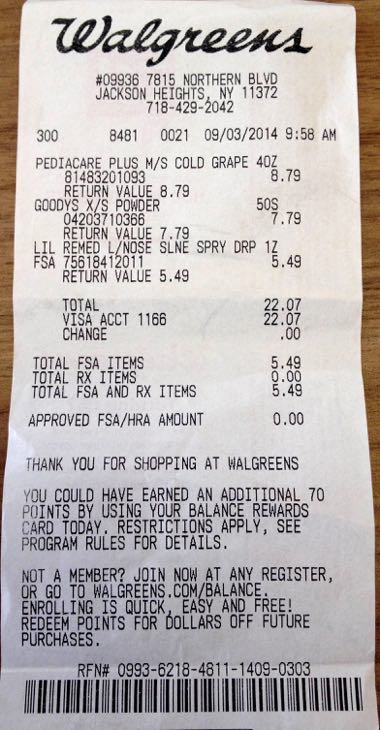 Walgreens
#09936 7815 NORTHERN BLVD
JACKSON HEIGHTS, NY 11372
718-429-2042
300 8481 0021 09/03/2014 9:58 AM
PEDIACARE PLUS M/S COLD GRAPE 4OZ
81483201093 8.79
RETURN VALUE 8.79
GOODYS X/S POWDER 50S
04203710366 7.79
RETURN VALUE 7.79
LIL REMED L/NOSE SLNE SPRY DRP 1Z
FSA 75618412011 5.49
RETURN VALUE 5.49
TOTAL 22.07
VISA ACCT 1166 22.07
CHANGE .00
TOTAL FSA ITEMS 5.49
TOTAL RX ITEMS 0.00
TOTAL FSA AND RX ITEMS 5.49
APPROVED FSA/HRA AMOUNT 0.00
THANK YOU FOR SHOPPING AT WALGREENS
YOU COULD HAVE EARNED AN ADDITIONAL 70
POINTS BY USING YOUR BALANCE REWARDS
CARD TODAY. RESTRICTIONS APPLY, SEE
PROGRAM RULES FOR DETAILS.
NOT A MEMBER? JOIN NOW AT ANY REGISTER,
OR GO TO WALGREENS.COM/BALANCE.
ENROLLING IS QUICK, EASY AND FREE!
REDEEM POINTS FOR DOLLARS OFF FUTURE
PURCHASES.
RFN# 0993-6218-4811-1409-0303